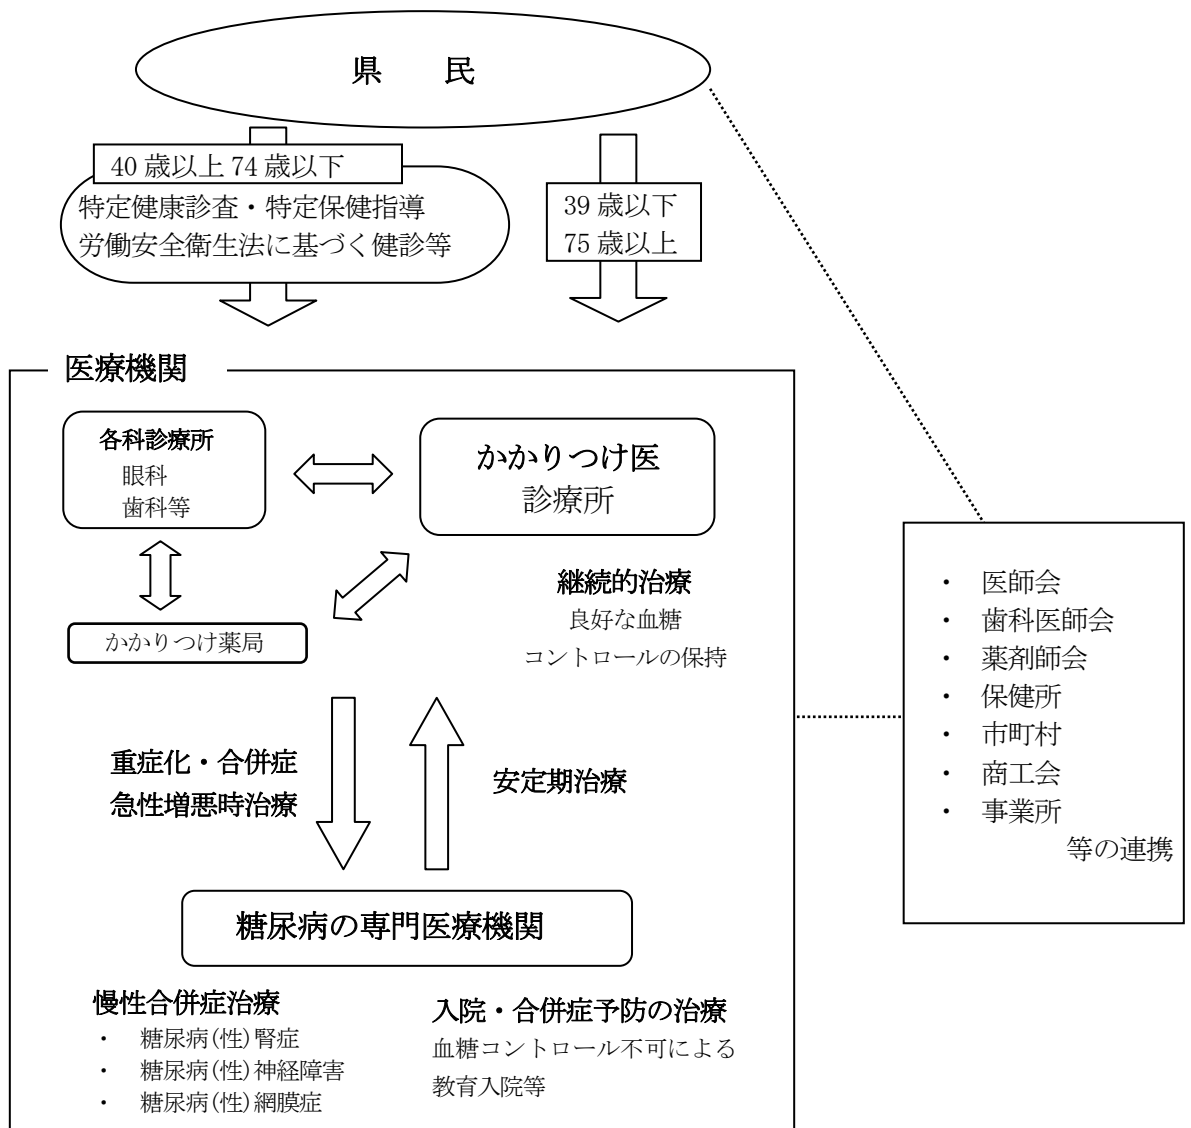 県　　民
40歳以上74歳以下
特定健康診査・特定保健指導
労働安全衛生法に基づく健診等
39歳以下
75歳以上
医療機関
各科診療所
眼科
歯科等
かかりつけ医
診療所
かかりつけ薬局
継続的治療
良好な血糖
コントロールの保持
重症化・合併症
急性増悪時治療
安定期治療
糖尿病の専門医療機関
慢性合併症治療
・　糖尿病(性)腎症
・　糖尿病(性)神経障害
・　糖尿病(性)網膜症
入院・合併症予防の治療
血糖コントロール不可による
教育入院等
・　医師会
・　歯科医師会
・　薬剤師会
・　保健所
・　市町村
・　商工会
・　事業所
等の連携